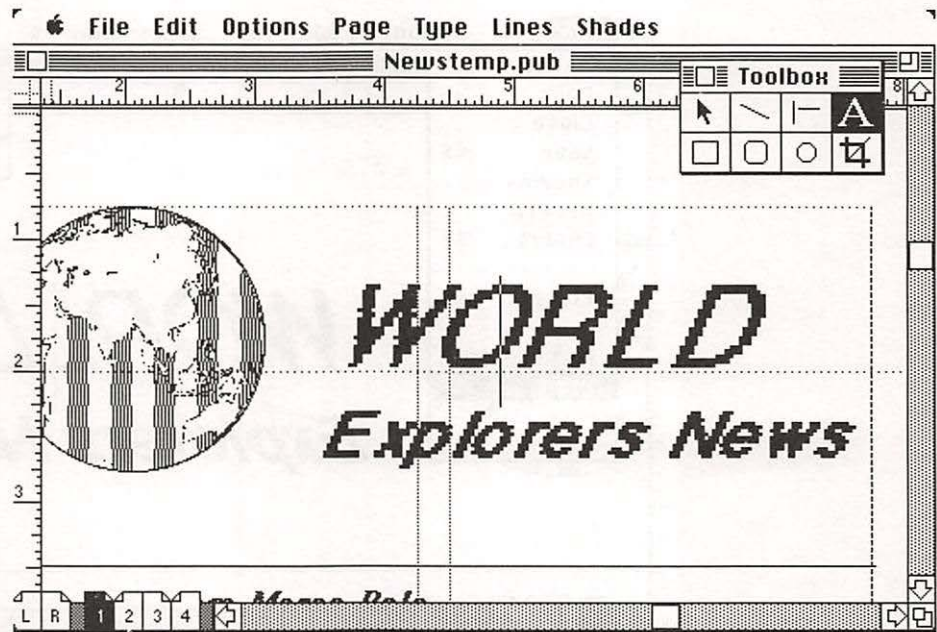 File Edit Options Page Type Lines Shades
Newstemp.pub
Toolbox
2 3 4 5 6 8
A
1
WORLD
2
Explorers News
3
L R 1 2 3 4